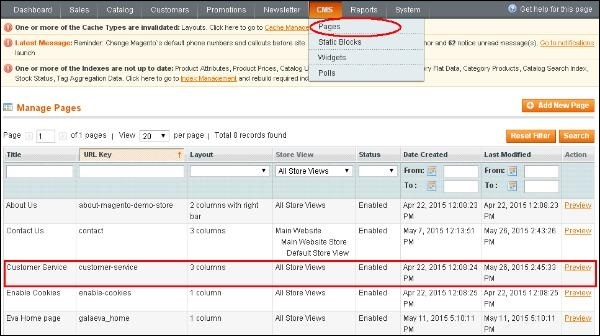 Dashboard Sales Catalog Customers Promotions Newsletter CMS Reports System Get help for this page
Pages
Static Blocks
Widgets
Polls
One or more of the Cache Types are invalidated: Layouts. Click here to go to Cache Manage
Latest Message: Reminder: Change Magento's default phone numbers and callouts before site launch. and 62 notice unread message(s). Go to notifications
One or more of the Indexes are not up to date: Product Attributes, Product Prices, Catalog Flat Data, Category Products, Catalog Search Index,
Stock Status, Tag Aggregation Data. Click here to go to Index Management and rebuild required ind
Manage Pages Add New Page
Page 1 of 1 pages | View 20 per page | Total 8 records found Reset Filter Search
Title URL Key Layout Store View Status Date Created Last Modified Action
All Store Views From: From:
To : To :
About Us about-magento-demo-store 2 columns with right bar All Store Views Enabled Apr 22, 2015 12:08:23 PM Apr 22, 2015 12:08:23 PM Preview
Contact Us contact 3 columns Main Website Enabled May 7, 2015 12:13:51 PM May 26, 2015 2:43:26 PM Preview
Main Website Store
Default Store View
Customer Service customer-service 3 columns All Store Views Enabled Apr 22, 2015 12:08:24 PM May 26, 2015 2:45:33 PM Preview
Enable Cookies enable-cookies 1 column All Store Views Enabled Apr 22, 2015 12:08:25 PM Apr 22, 2015 12:08:25 PM Preview
Eva Home page galaeva_home 1 column All Store Views Enabled May 11, 2015 5:10:11 PM May 11, 2015 5:10:11 PM Preview